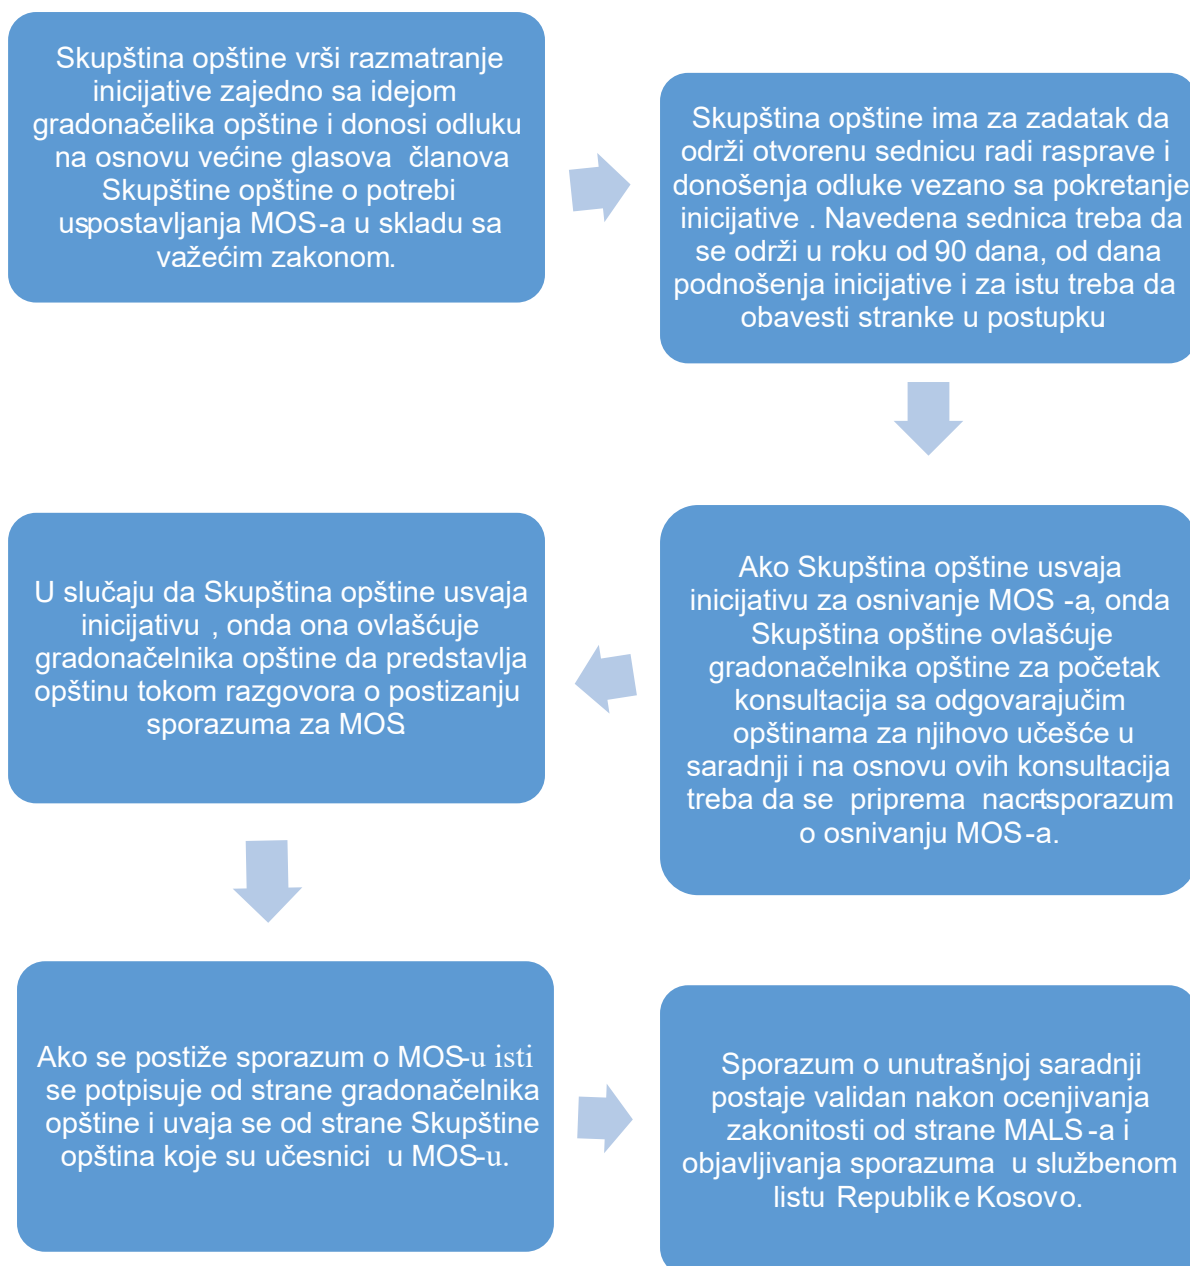 Skupština opštine vrši razmatranje
inicijative zajedno sa idejom
gradonačelika opštine i donosi odluku
na osnovu većine glasova članova
Skupštine opštine o potrebi
uspostavljanja MOS-a u skladu sa
važećim zakonom.
Skupština opštine ima za zadatak da
održi otvorenu sednicu radi rasprave i
donošenja odluke vezano sa pokretanje
inicijative . Navedena sednica treba da
se održi u roku od 90 dana, od dana
podnošenja inicijative i za istu treba da
obavesti stranke u postupku.
Ako Skupština opštine usvaja
inicijativu za osnivanje MOS -a, onda
Skupština opštine ovlašćuje
gradonačelnika opštine za početak
konsultacija sa odgovarajučim
opštinama za njihovo učešće u
saradnji i na osnovu ovih konsultacija
treba da se priprema nacrt-sporazum
o osnivanju MOS-a.
U slučaju da Skupština opštine usvaja
inicijativu , onda ona ovlašćuje
gradonačelnika opštine da predstavlja
opštinu tokom razgovora o postizanju
sporazuma za MOS.
Ako se postiže sporazum o MOS-u isti
se potpisuje od strane gradonačelnika
opštine i uvaja se od strane Skupštine
opština koje su učesnici u MOS-u.
Sporazum o unutrašnjoj saradnji
postaje validan nakon ocenjivanja
zakonitosti od strane MALS-a i
objavljivanja sporazuma u službenom
listu Republike Kosovo.